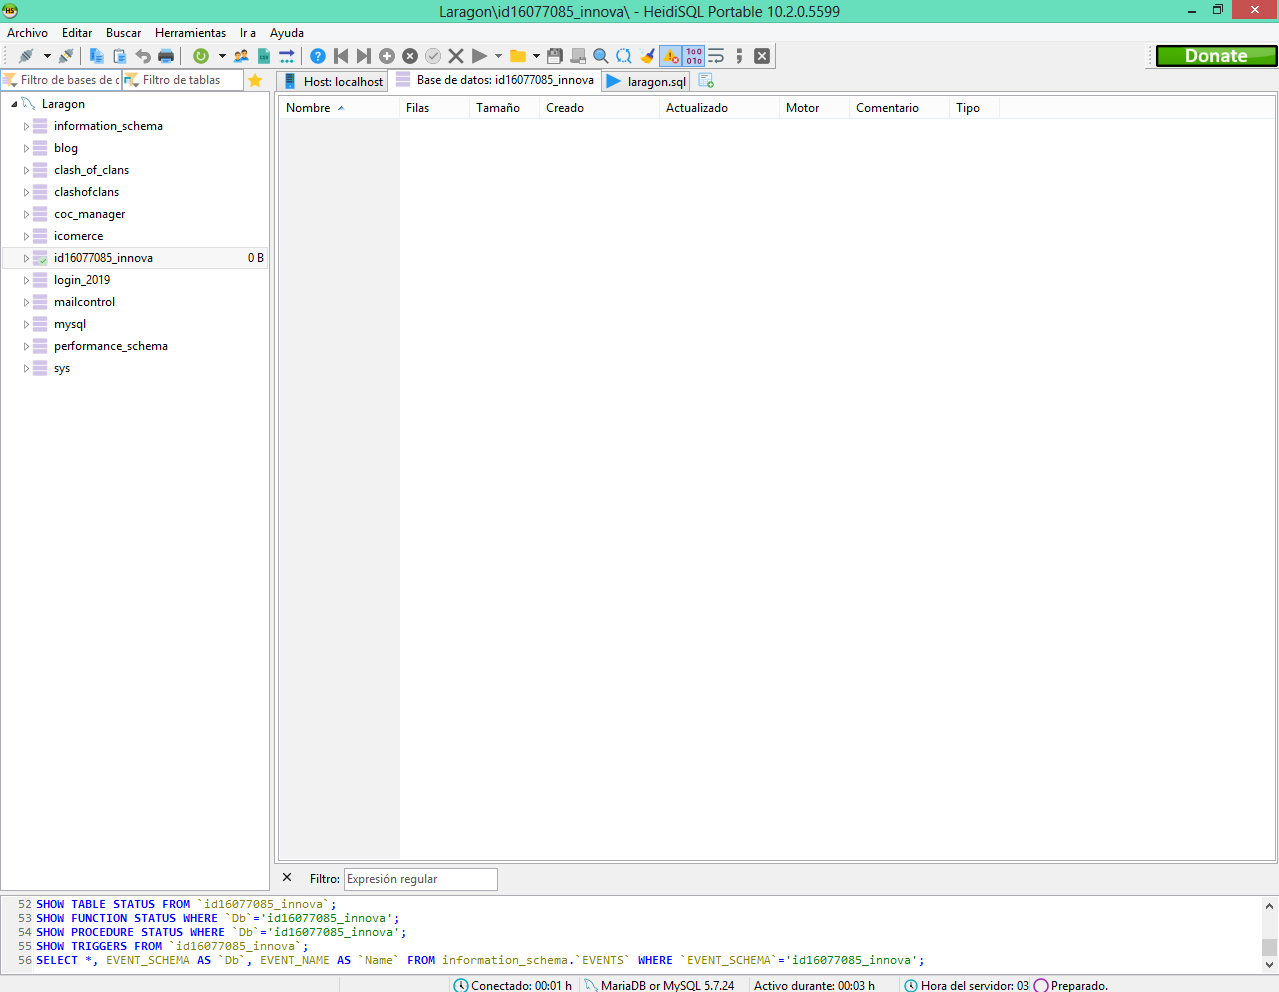 Laragon\id16077085_innova\ - HeidiSQL Portable 10.2.0.5599
Archivo Editar Buscar Herramientas Ir a Ayuda
Donate
Filtro de bases de d Filtro de tablas
Host: localhost Base de datos: id16077085_innova laragon.sql
Nombre Filas Tamaño Creado Actualizado Motor Comentario Tipo
Laragon
information_schema
blog
clash_of_clans
clashofclans
coc_manager
icomerce
id16077085_innova 0 B
login_2019
mailcontrol
mysql
performance_schema
sys
Filtro: Expresión regular
52 SHOW TABLE STATUS FROM `id16077085_innova`;
53 SHOW FUNCTION STATUS WHERE `Db`='id16077085_innova';
54 SHOW PROCEDURE STATUS WHERE `Db`='id16077085_innova';
55 SHOW TRIGGERS FROM `id16077085_innova`;
56 SELECT *, EVENT_SCHEMA AS `Db`, EVENT_NAME AS `Name` FROM information_schema.`EVENTS` WHERE `EVENT_SCHEMA`='id16077085_innova';
Conectado: 00:01 h MariaDB or MySQL 5.7.24 Activo durante: 00:03 h Hora del servidor: 03 Preparado.